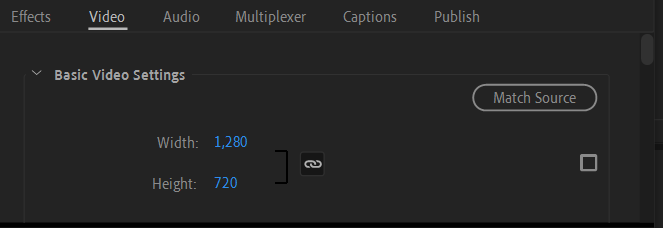 Effects Video Audio Multiplexer Captions Publish
Basic Video Settings
Match Source
Width: 1,280
Height: 720